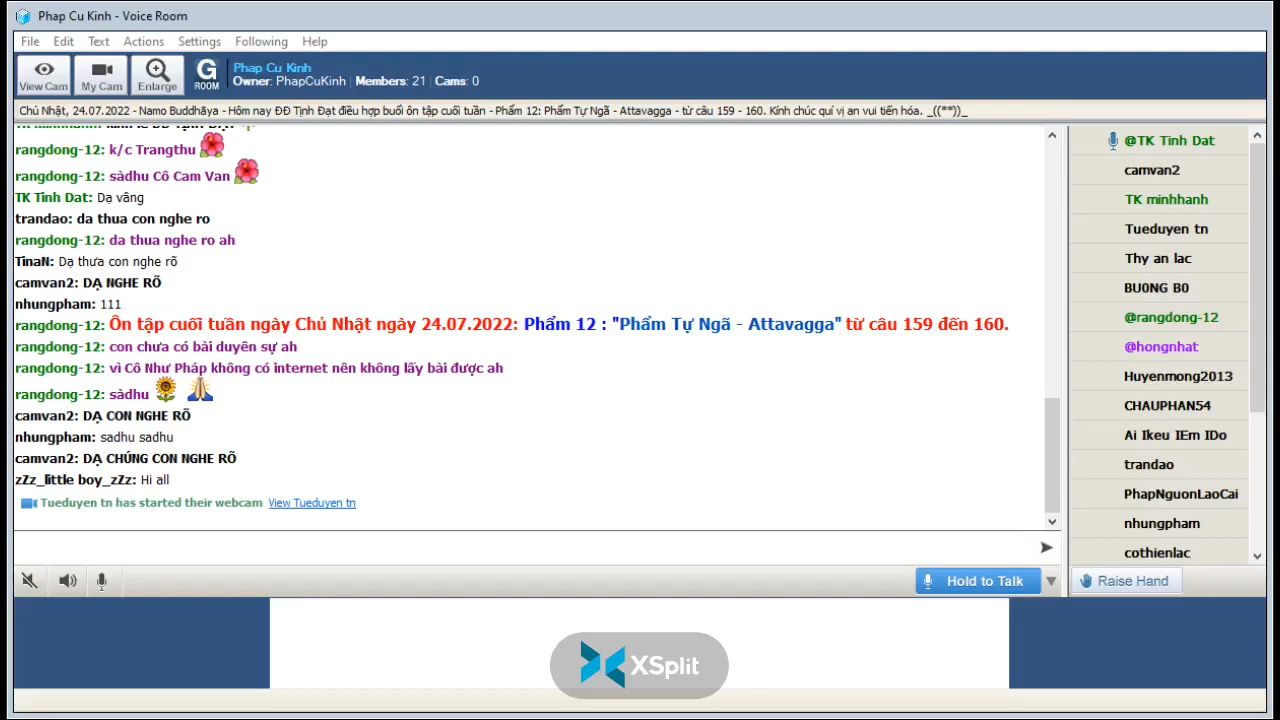 Phap Cu Kinh - Voice Room
File Edit Text Actions Settings Following Help
View Cam My Cam Enlarge G ROOM
Phap Cu Kinh
Owner: PhapCuKinh | Members: 21 | Cams: 0
Chủ Nhật, 24.07.2022 - Namo Buddhāya - Hôm nay ĐĐ Tịnh Đạt điều hợp buổi ôn tập cuối tuần - Phẩm 12: Phẩm Tự Ngã - Attavagga - từ câu 159 - 160. Kính chúc quí vị an vui tiến hóa. _((**))_
rangdong-12: k/c Trangthu
rangdong-12: sàdhu Cô Cam Van
TK Tinh Dat: Dạ vâng
trandao: da thua con nghe ro
rangdong-12: da thua nghe ro ah
TinaN: Dạ thưa con nghe rõ
camvan2: DẠ NGHE RÕ
nhungpham: 111
rangdong-12: Ôn tập cuối tuần ngày Chủ Nhật ngày 24.07.2022: Phẩm 12 : "Phẩm Tự Ngã - Attavagga" từ câu 159 đến 160.
rangdong-12: con chưa có bài duyên sự ah
rangdong-12: vì Cô Như Pháp không có internet nên không lấy bài được ah
rangdong-12: sàdhu
camvan2: DẠ CON NGHE RÕ
nhungpham: sadhu sadhu
camvan2: DẠ CHÚNG CON NGHE RÕ
zZz_little boy_zZz: Hi all
Tueduyen tn has started their webcam View Tueduyen tn
@TK Tinh Dat
camvan2
TK minhhanh
Tueduyen tn
Thy an lac
BU0NG B0
@rangdong-12
@hongnhat
Huyenmong2013
CHAUPHAN54
Ai Ikeu IEm IDo
trandao
PhapNguonLaoCai
nhungpham
cothienlac
Hold to Talk
Raise Hand
XSplit